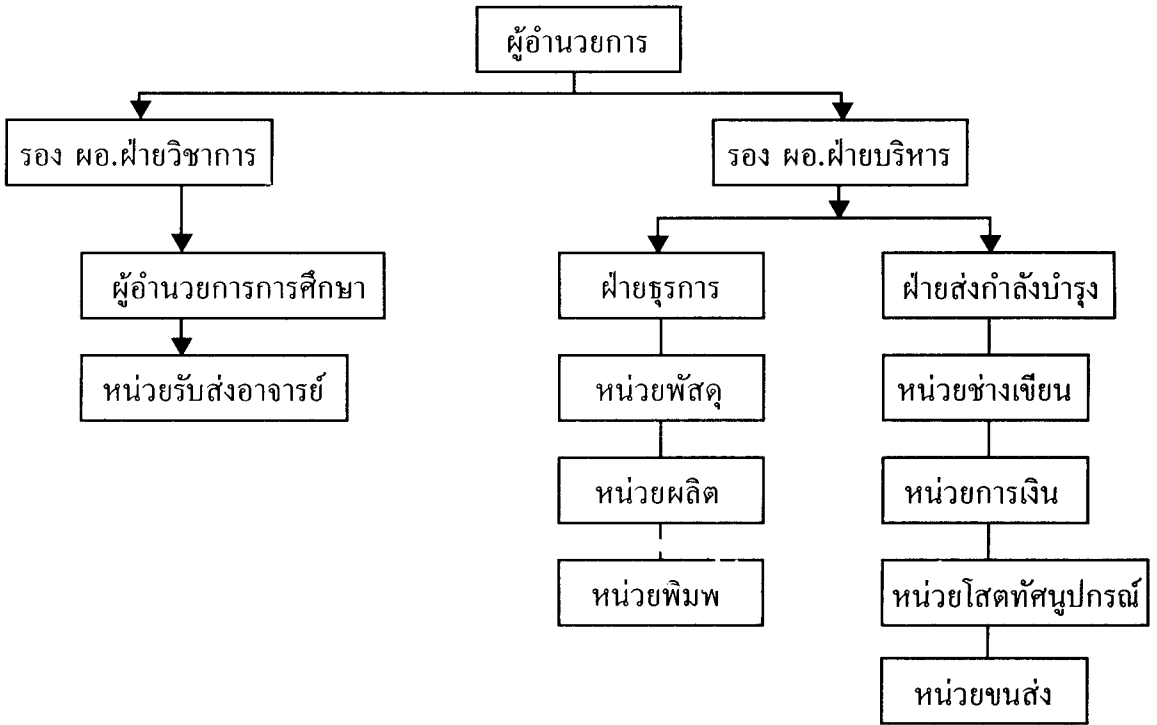 ผู้อำนวยการ
รอง ผอ.ฝ่ายวิชาการ
รอง ผอ.ฝ่ายบริหาร
ผู้อำนวยการการศึกษา
ฝ่ายธุรการ
ฝ่ายส่งกำลังบำรุง
หน่วยรับส่งอาจารย์
หน่วยพัสดุ
หน่วยช่างเขียน
หน่วยผลิต
หน่วยการเงิน
หน่วยพิมพ
หน่วยโสตทัศนูปกรณ์
หน่วยขนส่ง